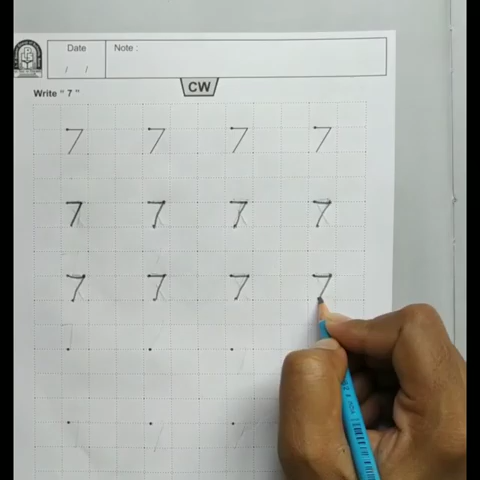 Date
Note :
/ /
CW
Write " 7 "
7 7 7 7
7 7 7 7
7 7 7 7